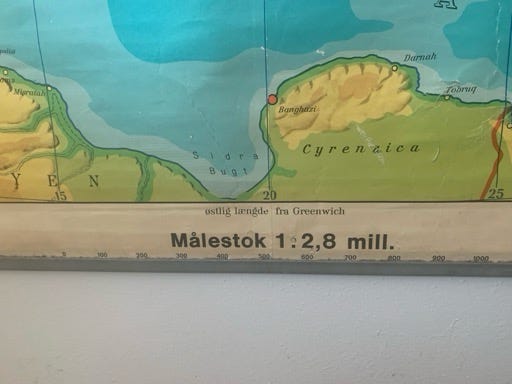 A
Darnah
Misratah
Tobruq
Banghazi
Cyrenaica
Sidra
Bugt
Y E N
15 20 25
østlig længde fra Greenwich
Målestok 1:2,8 mill.
0 100 200 300 400 500 600 700 800 900 1000